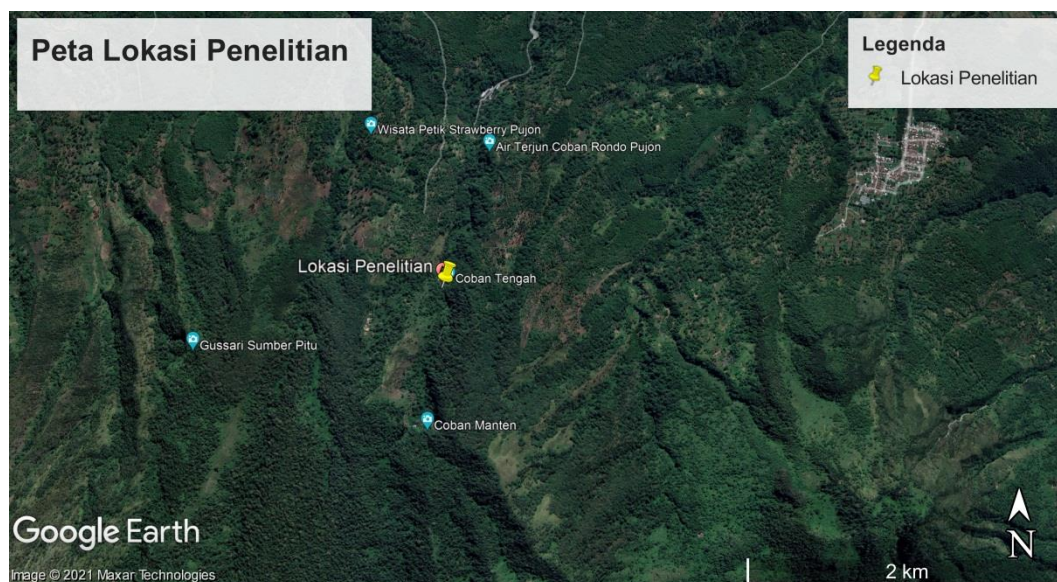 Peta Lokasi Penelitian
Legenda
Lokasi Penelitian
Wisata Petik Strawberry Pujon
Air Terjun Coban Rondo Pujon
Lokasi Penelitian
Coban Tengah
Gussari Sumber Pitu
Coban Manten
Google Earth
N
Image © 2021 Maxar Technologies
2 km